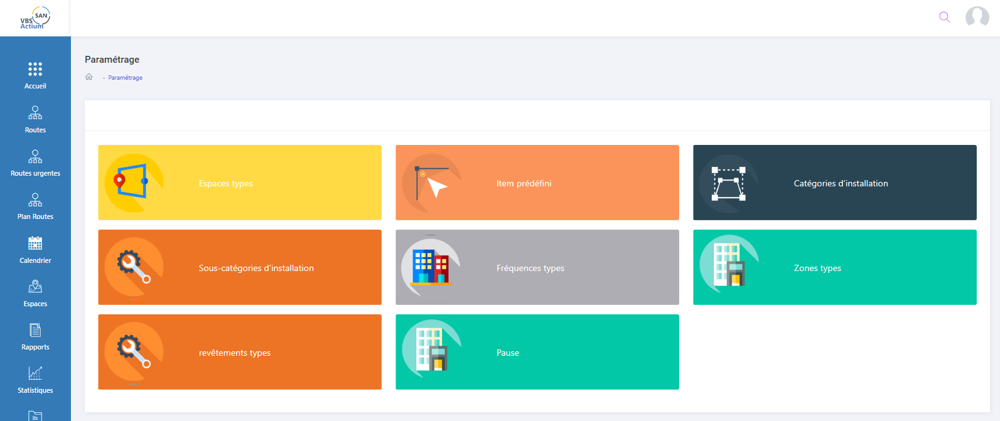 SAN
VBS
Actium
Paramétrage
- Paramétrage
Accueil
Routes
Routes urgentes
Plan Routes
Calendrier
Espaces
Rapports
Statistiques
Espaces types
Item prédéfini
Catégories d’installation
Sous-catégories d’installation
Fréquences types
Zones types
revêtements types
Pause